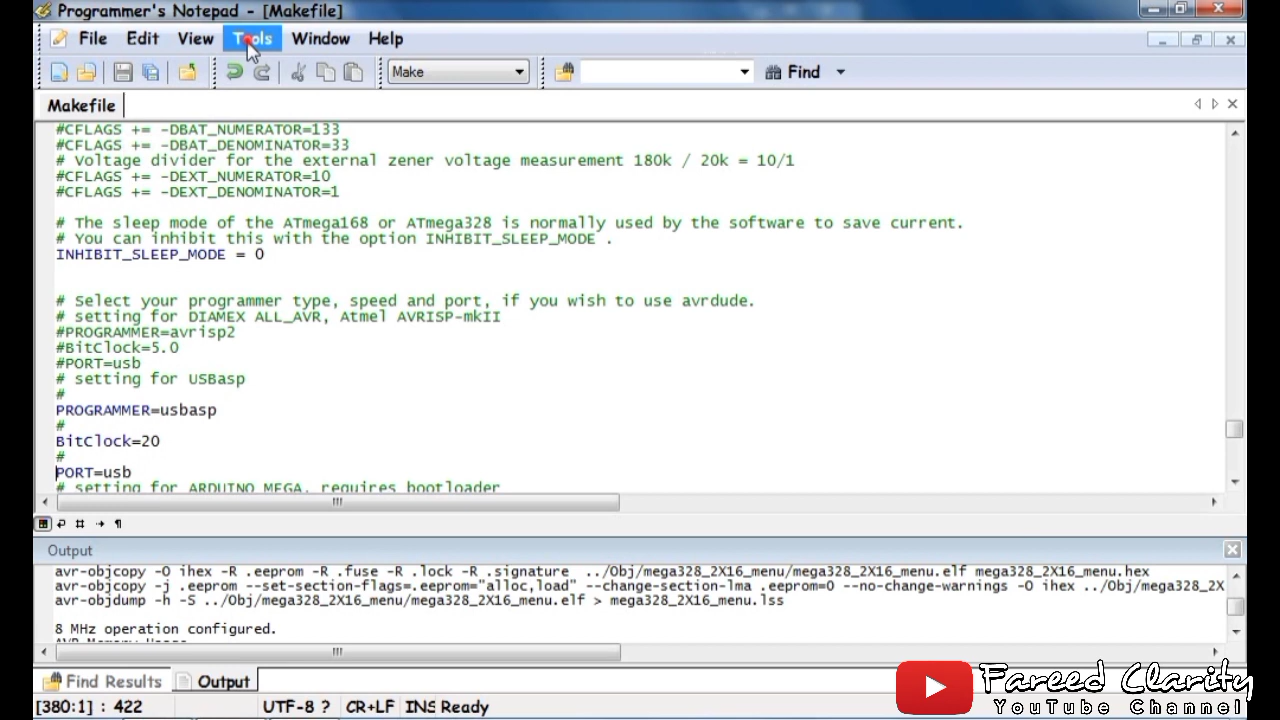 Programmer's Notepad - [Makefile]
File Edit View Tools Window Help
Make Find
Makefile
#CFLAGS += -DBAT_NUMERATOR=133
#CFLAGS += -DBAT_DENOMINATOR=33
# Voltage divider for the external zener voltage measurement 180k / 20k = 10/1
#CFLAGS += -DEXT_NUMERATOR=10
#CFLAGS += -DEXT_DENOMINATOR=1
# The sleep mode of the ATmega168 or ATmega328 is normally used by the software to save current.
# You can inhibit this with the option INHIBIT_SLEEP_MODE .
INHIBIT_SLEEP_MODE = 0
# Select your programmer type, speed and port, if you wish to use avrdude.
# setting for DIAMEX ALL_AVR, Atmel AVRISP-mkII
#PROGRAMMER=avrisp2
#BitClock=5.0
#PORT=usb
# setting for USBasp
#
PROGRAMMER=usbasp
#
BitClock=20
#
PORT=usb
# setting for ARDUINO MEGA, requires bootloader
Output
avr-objcopy -O ihex -R .eeprom -R .fuse -R .lock -R .signature ../Obj/mega328_2X16_menu/mega328_2X16_menu.elf mega328_2X16_menu.hex
avr-objcopy -j .eeprom --set-section-flags=.eeprom="alloc,load" --change-section-lma .eeprom=0 --no-change-warnings -O ihex ../Obj/mega328_2X
avr-objdump -h -S ../Obj/mega328_2X16_menu/mega328_2X16_menu.elf > mega328_2X16_menu.lss
8 MHz operation configured.
AVR Memory Usage
Find Results Output
[380:1] : 422 UTF-8 ? CR+LF INS Ready
Fareed Clarity
YouTube Channel